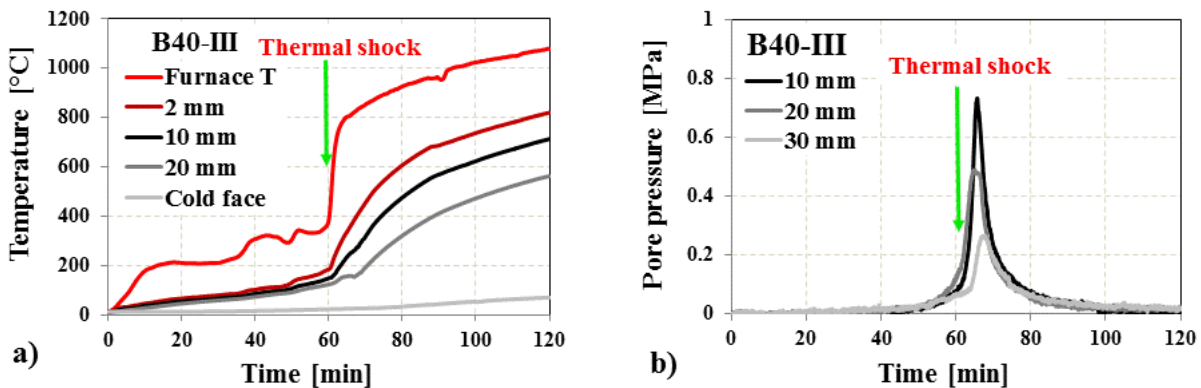 B40-III
Thermal shock
Furnace T
2 mm
10 mm
20 mm
Cold face
Temperature [°C]
1200
1000
800
600
400
200
0
0 20 40 60 80 100 120
Time [min]
a)
B40-III
Thermal shock
10 mm
20 mm
30 mm
Pore pressure [MPa]
1
0.8
0.6
0.4
0.2
0
0 20 40 60 80 100 120
Time [min]
b)